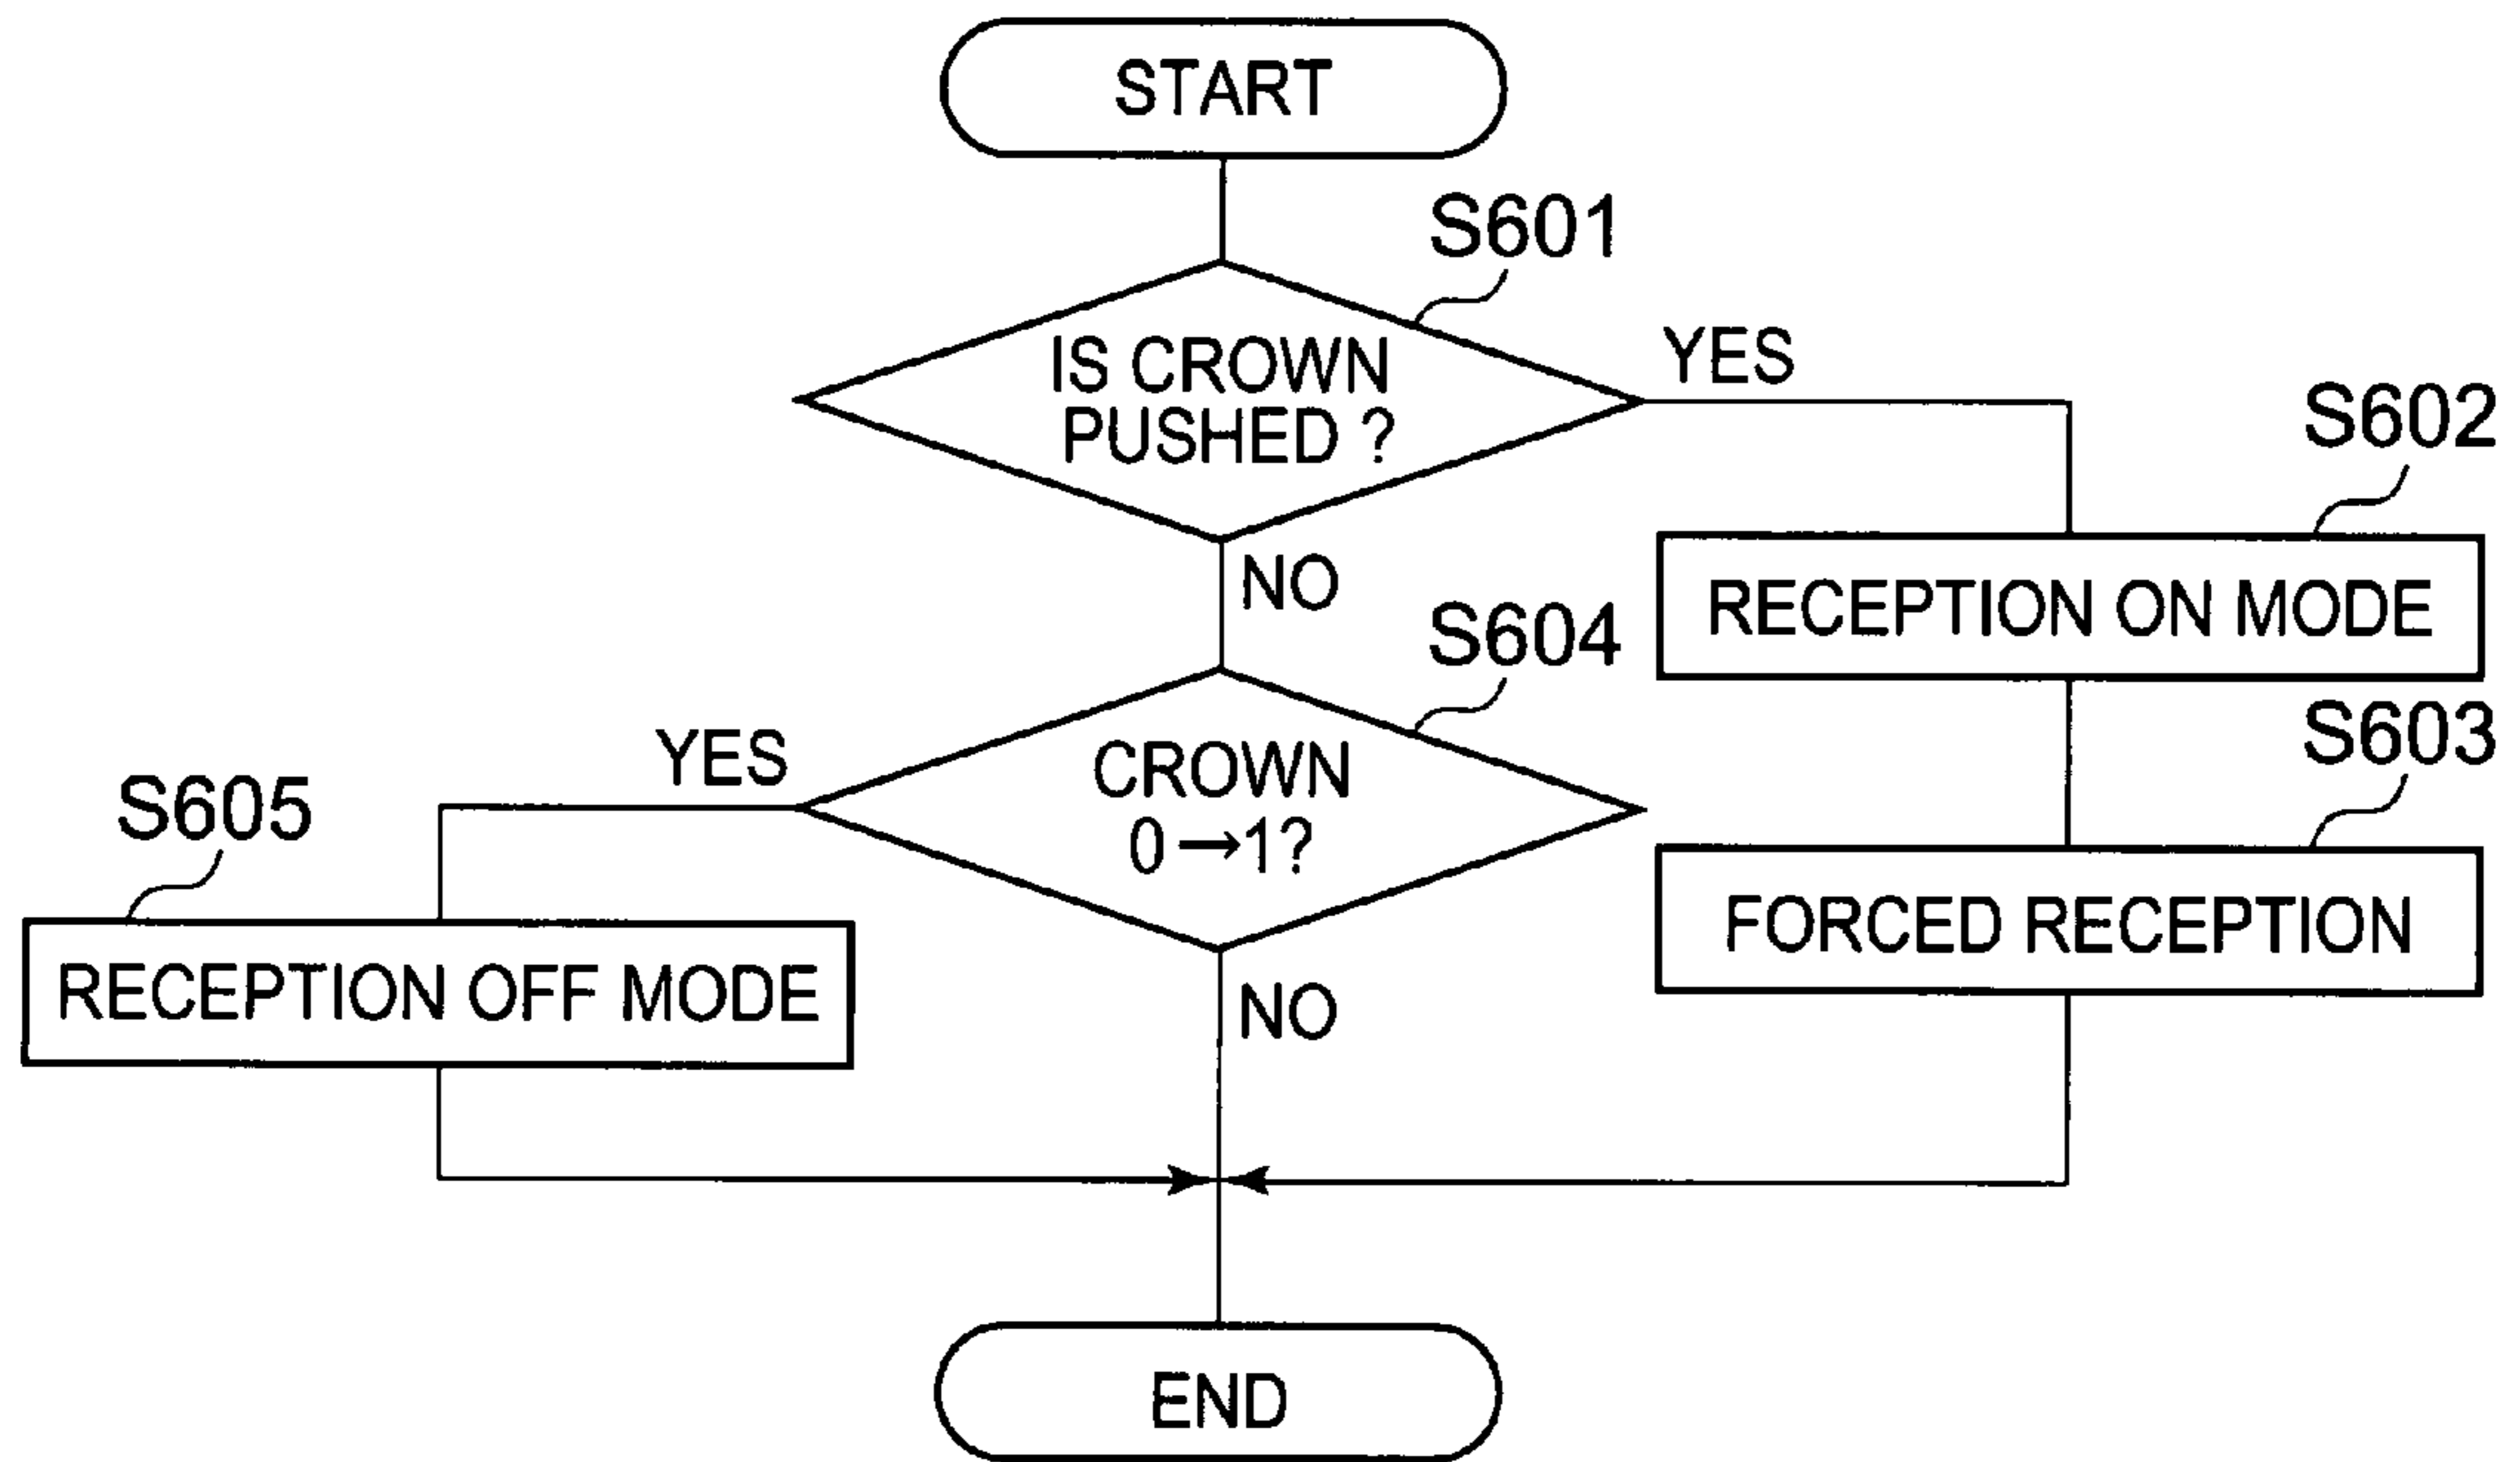 START
S601
IS CROWN
PUSHED ?
YES
S602
NO
RECEPTION ON MODE
S604
YES
S603
CROWN
0→1?
S605
FORCED RECEPTION
RECEPTION OFF MODE
NO
END